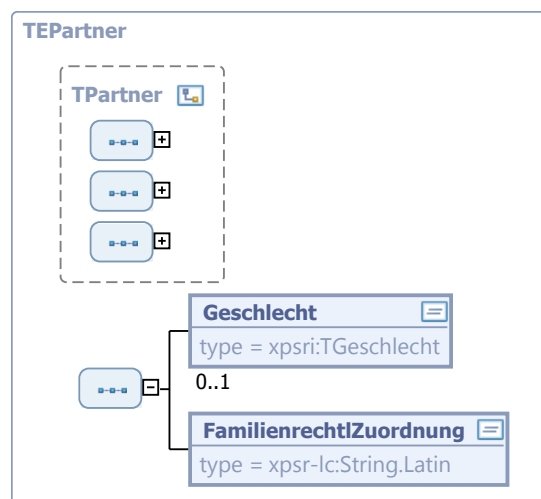 TEPartner
TPartner
Geschlecht
type = xpsri:TGeschlecht
0..1
FamilienrechtlZuordnung
type = xpsr-lc:String.Latin